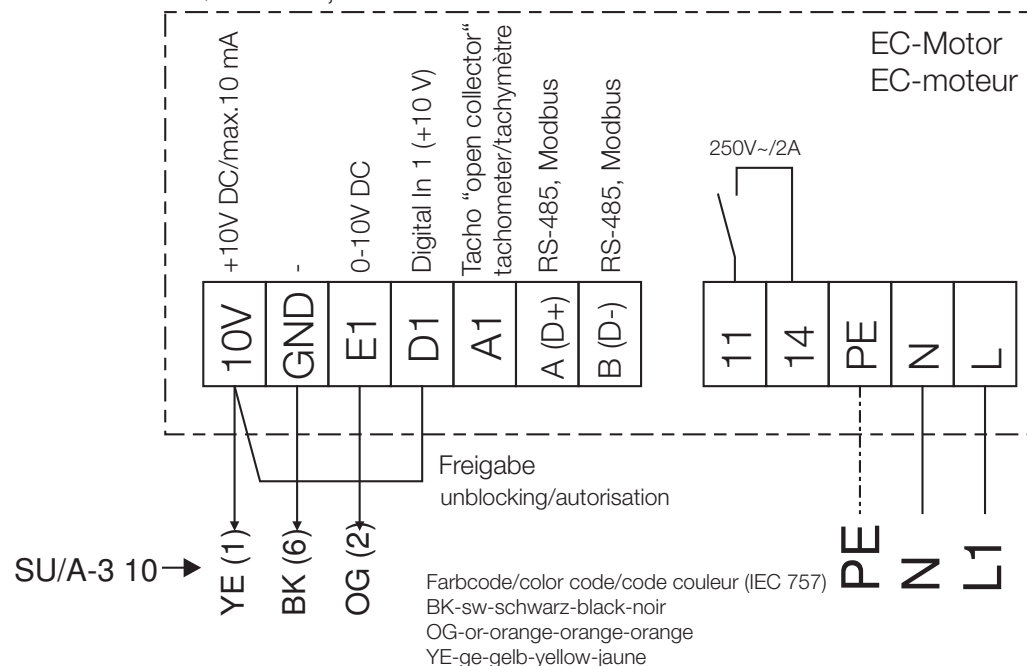 EC-Motor
EC-moteur
+10V DC/max.10 mA
-
0-10V DC
Digital In 1 (+10 V)
Tacho "open collector"
tachometer/tachymètre
RS-485, Modbus
RS-485, Modbus
250V~/2A
10V
GND
E1
D1
A1
A (D+)
B (D-)
11
14
PE
N
L
Freigabe
unblocking/autorisation
SU/A-3 10
YE (1)
BK (6)
OG (2)
PE
N
L1
Farbcode/color code/code couleur (IEC 757)
BK-sw-schwarz-black-noir
OG-or-orange-orange-orange
YE-ge-gelb-yellow-jaune